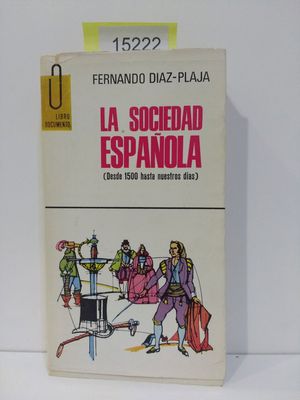 15222
FERNANDO DIAZ-PLAJA
LIBRO
DOCUMENTO
LA SOCIEDAD
ESPAÑOLA
(Desde 1500 hasta nuestros días)